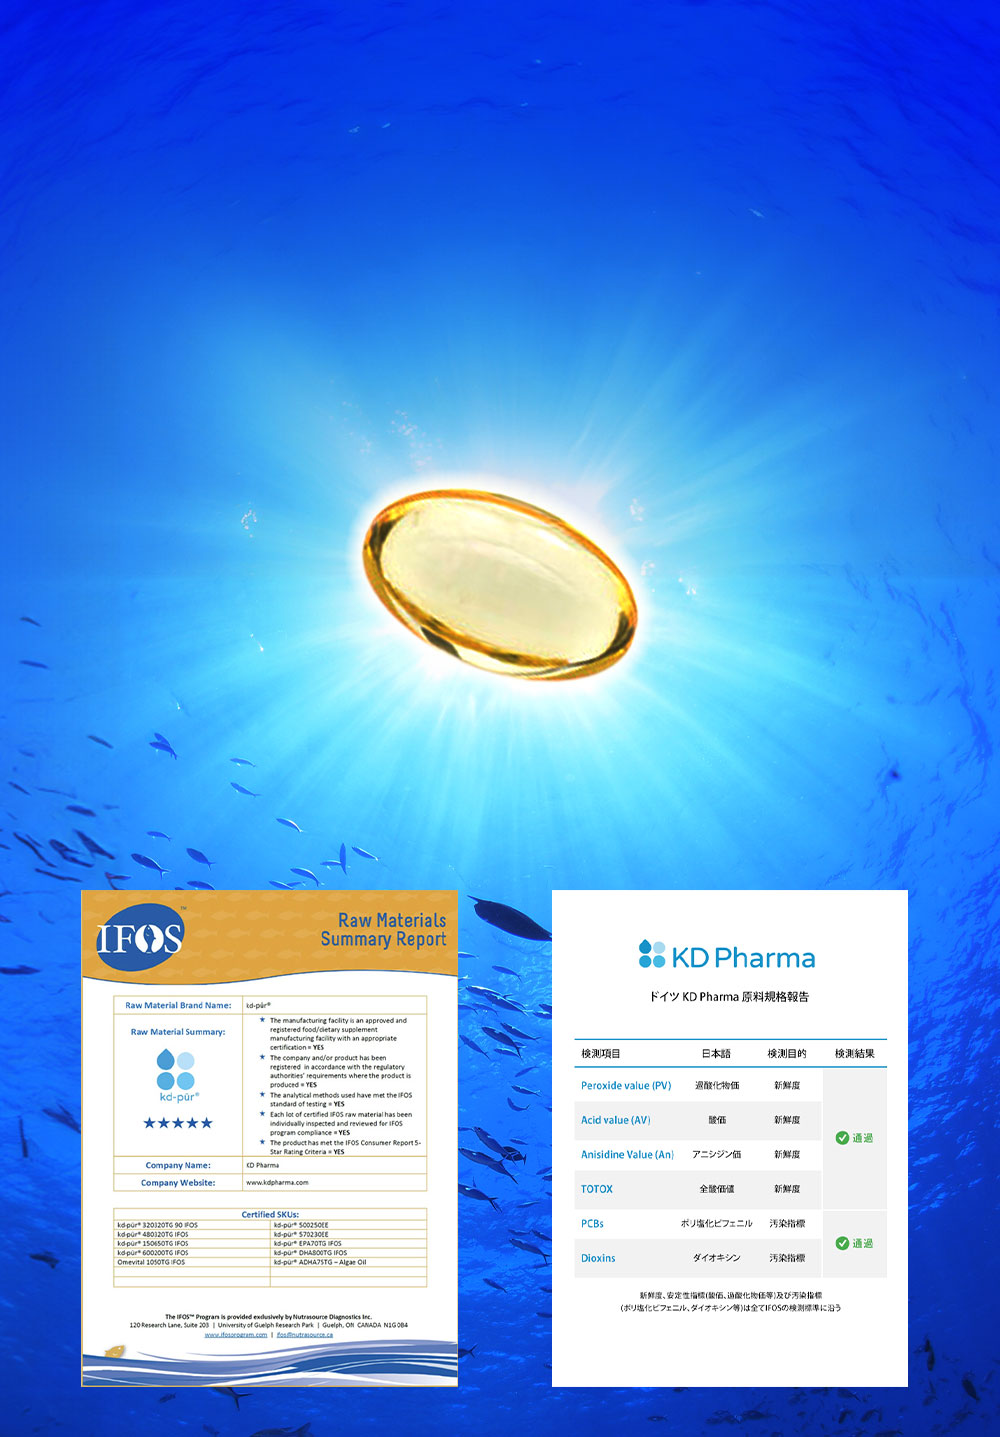 IFOS™
Raw Materials
Summary Report
Raw Material Brand Name: kd-pür®
Raw Material Summary:
kd-pür®
★★★★★
★ The manufacturing facility is an approved and
registered food/dietary supplement
manufacturing facility with an appropriate
certification = YES
★ The company and/or product has been
registered in accordance with the regulatory
authorities' requirements where the product is
produced = YES
★ The analytical methods used have met the IFOS
standard of testing = YES
★ Each lot of certified IFOS raw material has been
individually inspected and reviewed for IFOS
program compliance = YES
★ The product has met the IFOS Consumer Report 5-
Star Rating Criteria = YES
Company Name: KD Pharma
Company Website: www.kdpharma.com
Certified SKUs:
kd-pür® 320320TG 90 IFOS kd-pür® 500250EE
kd-pür® 480320TG IFOS kd-pür® 570230EE
kd-pür® 150650TG IFOS kd-pür® EPA70TG IFOS
kd-pür® 600200TG IFOS kd-pür® DHA800TG IFOS
Omevital 1050TG IFOS kd-pür® ADHA75TG – Algae Oil
The IFOS™ Program is provided exclusively by Nutrasource Diagnostics Inc.
120 Research Lane, Suite 203 | University of Guelph Research Park | Guelph, ON CANADA N1G 0B4
www.ifosprogram.com | ifos@nutrasource.ca
KD Pharma
ドイツ KD Pharma 原料規格報告
検測項目 日本語 検測目的 検測結果
Peroxide value (PV) 過酸化物価 新鮮度
Acid value (AV) 酸価 新鮮度
通過
Anisidine Value (An) アニシジン価 新鮮度
TOTOX 全酸価値 新鮮度
PCBs ポリ塩化ビフェニル 汚染指標
通過
Dioxins ダイオキシン 汚染指標
新鮮度、安定性指標(酸価、過酸化物価等)及び汚染指標
(ポリ塩化ビフェニル、ダイオキシン等)は全てIFOSの検測標準に沿う